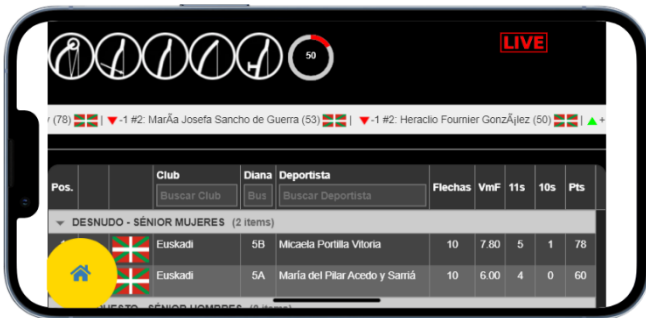 50
LIVE
(78) | ▼ -1 #2: MarÃa Josefa Sancho de Guerra (53) | ▼ -1 #2: Heraclio Fournier GonzÃ¡lez (50) | ▲ +
Pos. Club Diana Deportista Flechas VmF 11s 10s Pts
Buscar Club Bus Buscar Deportista
DESNUDO - SÉNIOR MUJERES (2 items)
Euskadi 5B Micaela Portilla Vitoria 10 7.80 5 1 78
Euskadi 5A María del Pilar Acedo y Sarriá 10 6.00 4 0 60
SÉNIOR HOMBRES